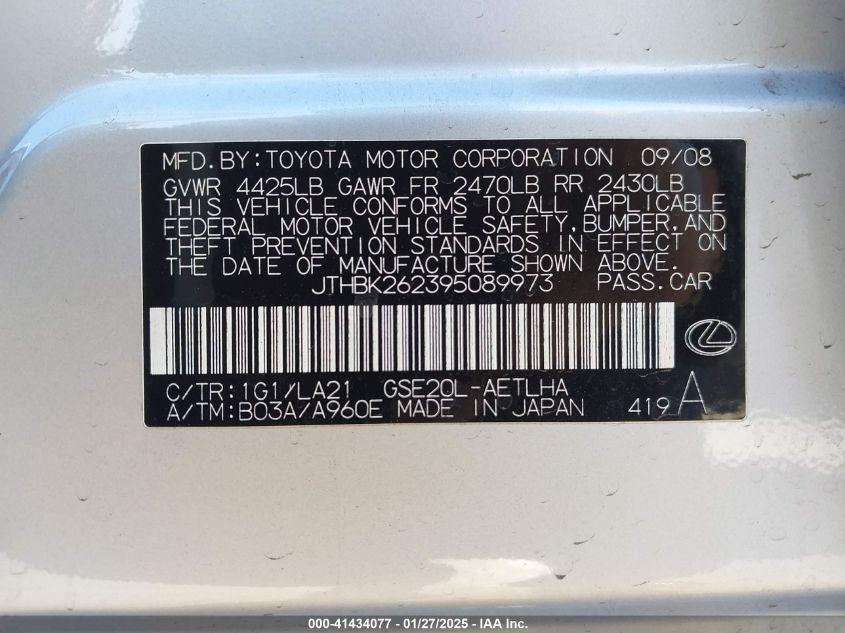 MFD. BY: TOYOTA MOTOR CORPORATION 09/08
GVWR 4425LB GAWR FR 2470LB RR 2430LB
THIS VEHICLE CONFORMS TO ALL APPLICABLE
FEDERAL MOTOR VEHICLE SAFETY, BUMPER, AND
THEFT PREVENTION STANDARDS IN EFFECT ON
THE DATE OF MANUFACTURE SHOWN ABOVE.
JTHBK262395089973 PASS. CAR
C/TR: 1G1/LA21 GSE20L-AETLHA
A/TM: B03A/A960E MADE IN JAPAN 419 A
000-41434077 - 01/27/2025 - IAA Inc.